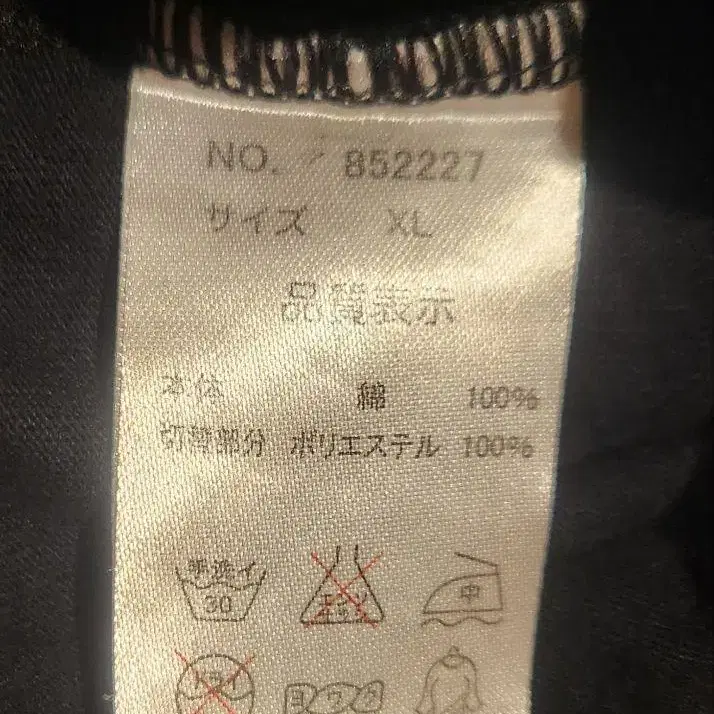 NO. 852227
サイズ XL
品質表示
本体 綿 100%
切替部分 ポリエステル 100%
手洗イ
30
中